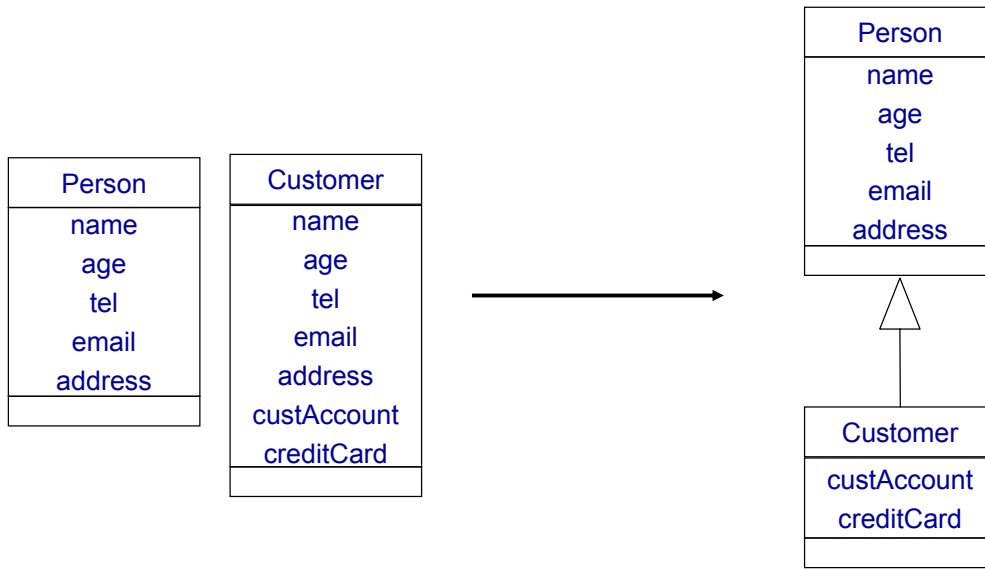 Person
name
age
tel
email
address
Customer
name
age
tel
email
address
custAccount
creditCard
Person
name
age
tel
email
address
Customer
custAccount
creditCard